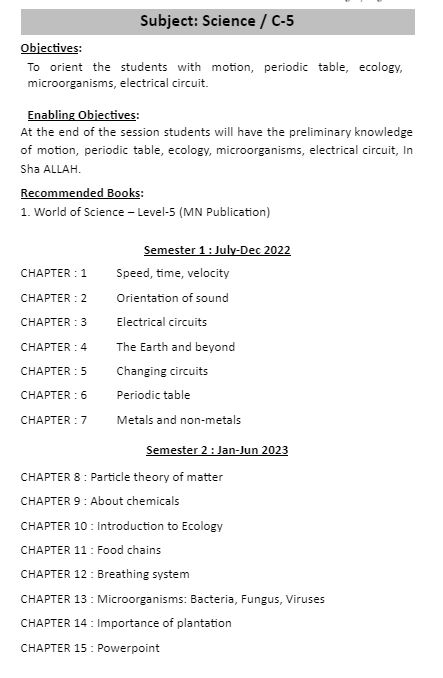 Subject: Science / C-5
Objectives:
To orient the students with motion, periodic table, ecology,
microorganisms, electrical circuit.
Enabling Objectives:
At the end of the session students will have the preliminary knowledge
of motion, periodic table, ecology, microorganisms, electrical circuit, In
Sha ALLAH.
Recommended Books:
1. World of Science – Level-5 (MN Publication)
Semester 1 : July-Dec 2022
CHAPTER : 1 Speed, time, velocity
CHAPTER : 2 Orientation of sound
CHAPTER : 3 Electrical circuits
CHAPTER : 4 The Earth and beyond
CHAPTER : 5 Changing circuits
CHAPTER : 6 Periodic table
CHAPTER : 7 Metals and non-metals
Semester 2 : Jan-Jun 2023
CHAPTER 8 : Particle theory of matter
CHAPTER 9 : About chemicals
CHAPTER 10 : Introduction to Ecology
CHAPTER 11 : Food chains
CHAPTER 12 : Breathing system
CHAPTER 13 : Microorganisms: Bacteria, Fungus, Viruses
CHAPTER 14 : Importance of plantation
CHAPTER 15 : Powerpoint